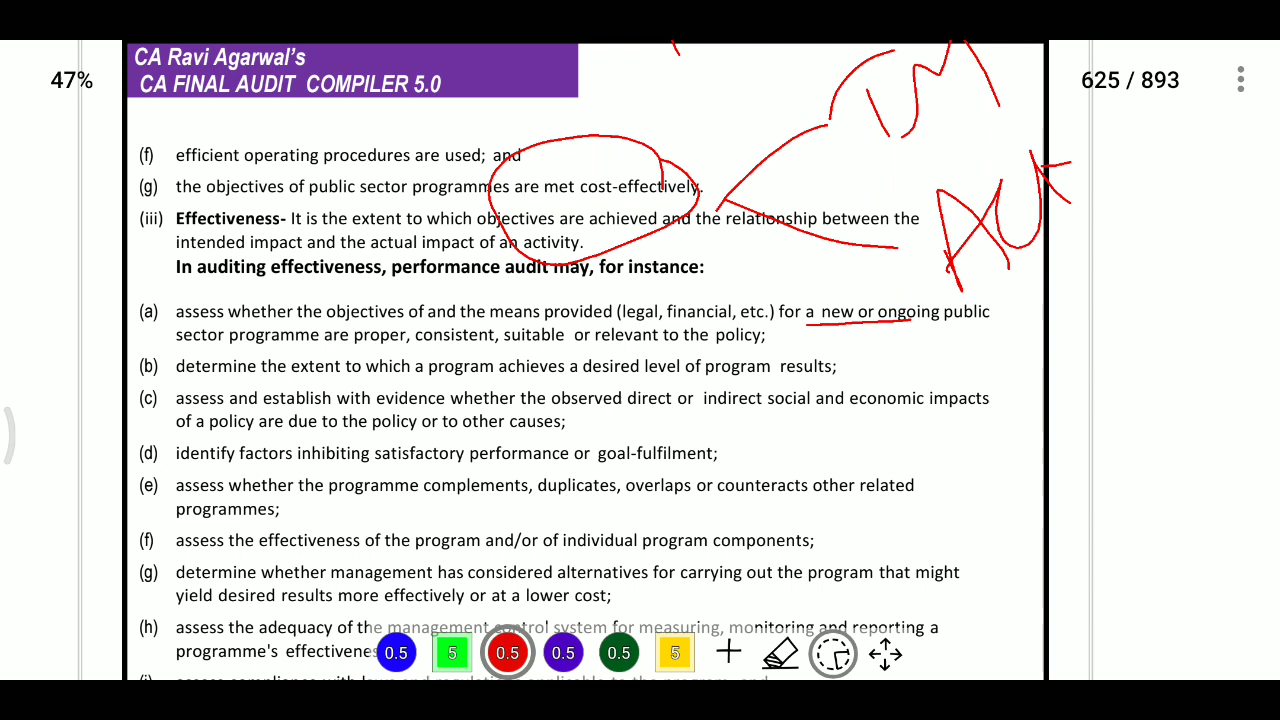 CA Ravi Agarwal's
47%
CA FINAL AUDIT COMPILER 5.0
625 / 893
(f) efficient operating procedures are used; and
(g) the objectives of public sector programmes are met cost-effectively.
(iii) Effectiveness- It is the extent to which objectives are achieved and the relationship between the
intended impact and the actual impact of an activity.
In auditing effectiveness, performance audit may, for instance:
(a) assess whether the objectives of and the means provided (legal, financial, etc.) for a new or ongoing public
sector programme are proper, consistent, suitable or relevant to the policy;
(b) determine the extent to which a program achieves a desired level of program results;
(c) assess and establish with evidence whether the observed direct or indirect social and economic impacts
of a policy are due to the policy or to other causes;
(d) identify factors inhibiting satisfactory performance or goal-fulfilment;
(e) assess whether the programme complements, duplicates, overlaps or counteracts other related
programmes;
(f) assess the effectiveness of the program and/or of individual program components;
(g) determine whether management has considered alternatives for carrying out the program that might
yield desired results more effectively or at a lower cost;
(h) assess the adequacy of the management control system for measuring, monitoring and reporting a
programme's
0.5 5 0.5 0.5 0.5 5